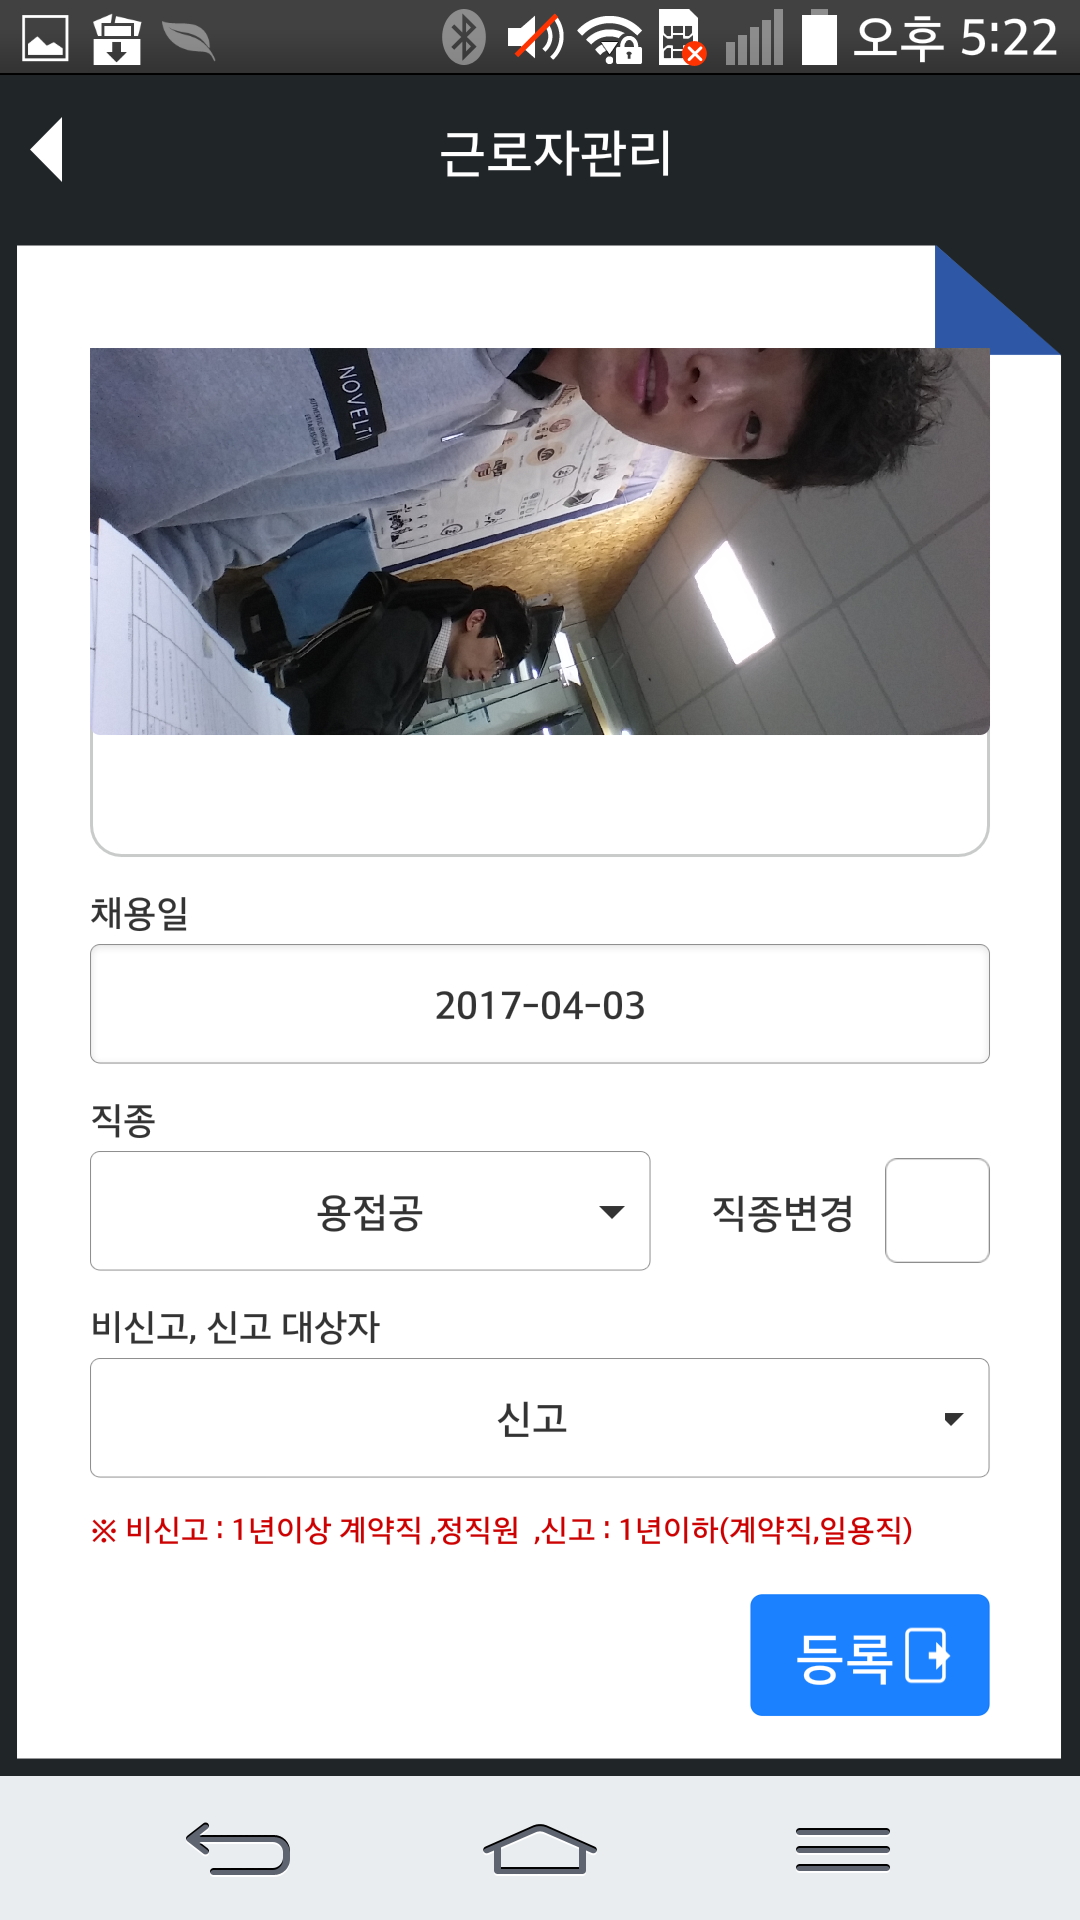 오후 5:22
근로자관리
NOVELT
채용일
2017-04-03
직종
용접공
직종변경
비신고, 신고 대상자
신고
※ 비신고 : 1년이상 계약직 ,정직원 ,신고 : 1년이하(계약직,일용직)
등록